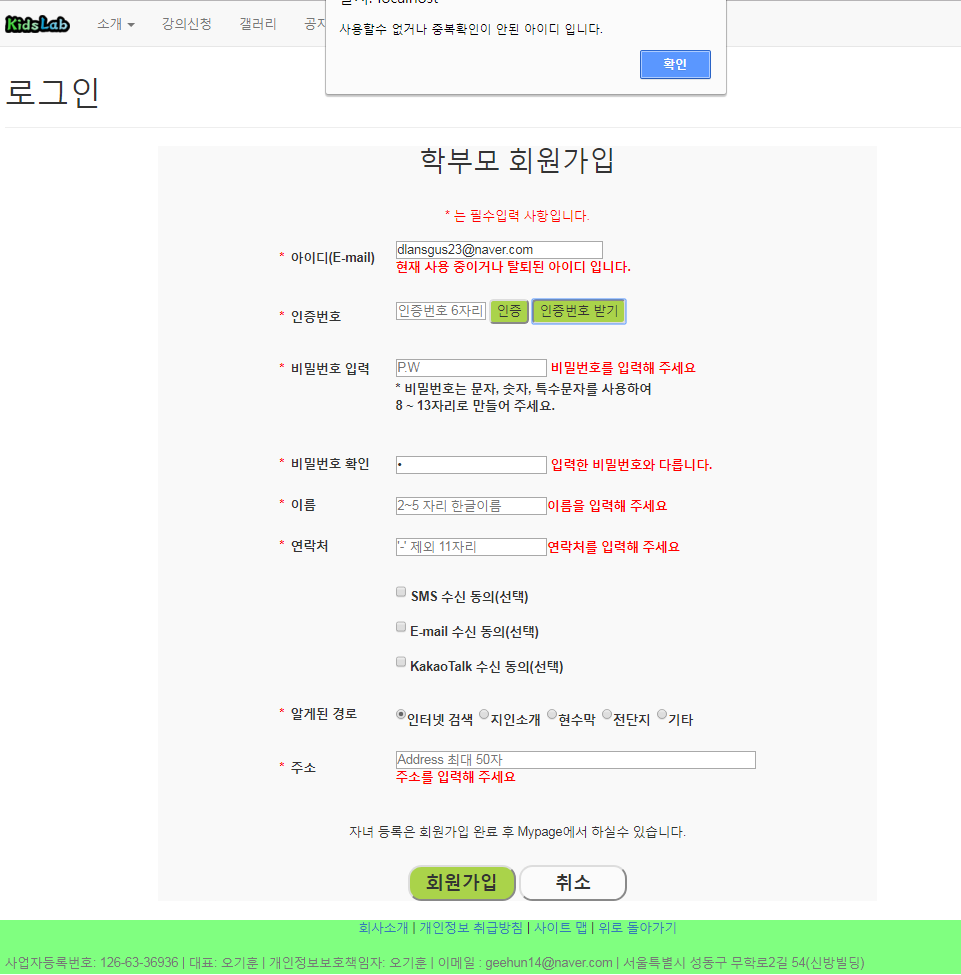 KidsLab 소개 강의신청 갤러리 공지
localhost
사용할수 없거나 중복확인이 안된 아이디 입니다.
확인
로그인
학부모 회원가입
* 는 필수입력 사항입니다.
* 아이디(E-mail) dlansgus23@naver.com
현재 사용 중이거나 탈퇴된 아이디 입니다.
* 인증번호 인증번호 6자리 인증 인증번호 받기
* 비밀번호 입력 P.W 비밀번호를 입력해 주세요
* 비밀번호는 문자, 숫자, 특수문자를 사용하여
8 ~ 13자리로 만들어 주세요.
* 비밀번호 확인 • 입력한 비밀번호와 다릅니다.
* 이름 2~5 자리 한글이름 이름을 입력해 주세요
* 연락처 '-' 제외 11자리 연락처를 입력해 주세요
SMS 수신 동의(선택)
E-mail 수신 동의(선택)
KakaoTalk 수신 동의(선택)
* 알게된 경로 인터넷 검색 지인소개 현수막 전단지 기타
* 주소 Address 최대 50자
주소를 입력해 주세요
자녀 등록은 회원가입 완료 후 Mypage에서 하실수 있습니다.
회원가입 취소
회사소개 | 개인정보 취급방침 | 사이트 맵 | 위로 돌아가기
사업자등록번호: 126-63-36936 | 대표: 오기훈 | 개인정보보호책임자: 오기훈 | 이메일 : geehun14@naver.com | 서울특별시 성동구 무학로2길 54(신방빌딩)